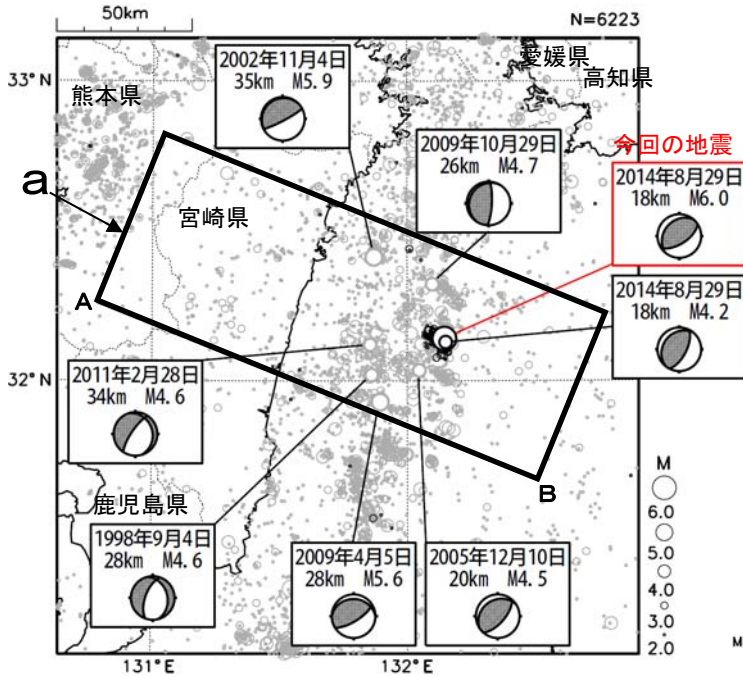 50km
N=6223
33°N
32°N
131°E
132°E
熊本県
愛媛県
高知県
宮崎県
鹿児島県
a
A
B
2002年11月4日
35km M5.9
2009年10月29日
26km M4.7
今回の地震
2014年8月29日
18km M6.0
2014年8月29日
18km M4.2
2011年2月28日
34km M4.6
1998年9月4日
28km M4.6
2009年4月5日
28km M5.6
2005年12月10日
20km M4.5
M
6.0
5.0
4.0
3.0
2.0
M